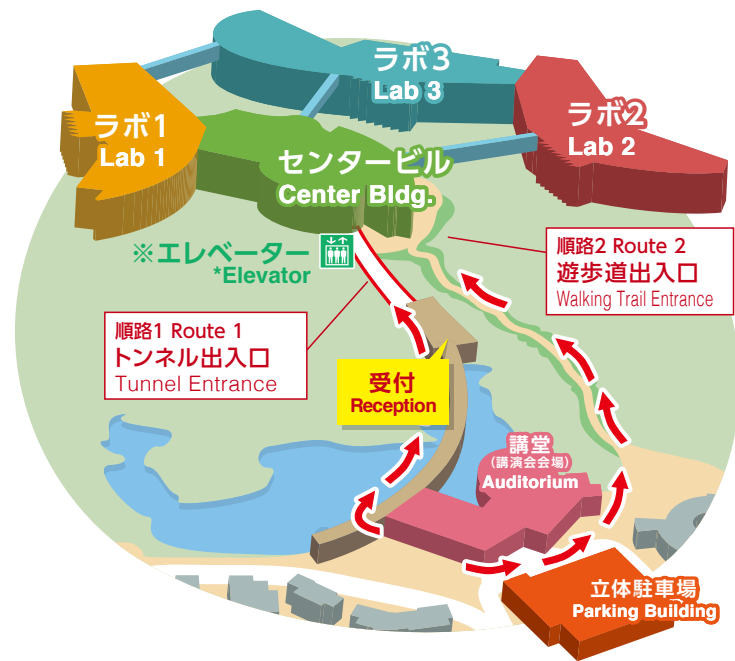 ラボ3
Lab 3
ラボ1
Lab 1
ラボ2
Lab 2
センタービル
Center Bldg.
※エレベーター
*Elevator
順路2 Route 2
遊歩道出入口
Walking Trail Entrance
順路1 Route 1
トンネル出入口
Tunnel Entrance
受付
Reception
講堂
(講演会会場)
Auditorium
立体駐車場
Parking Building